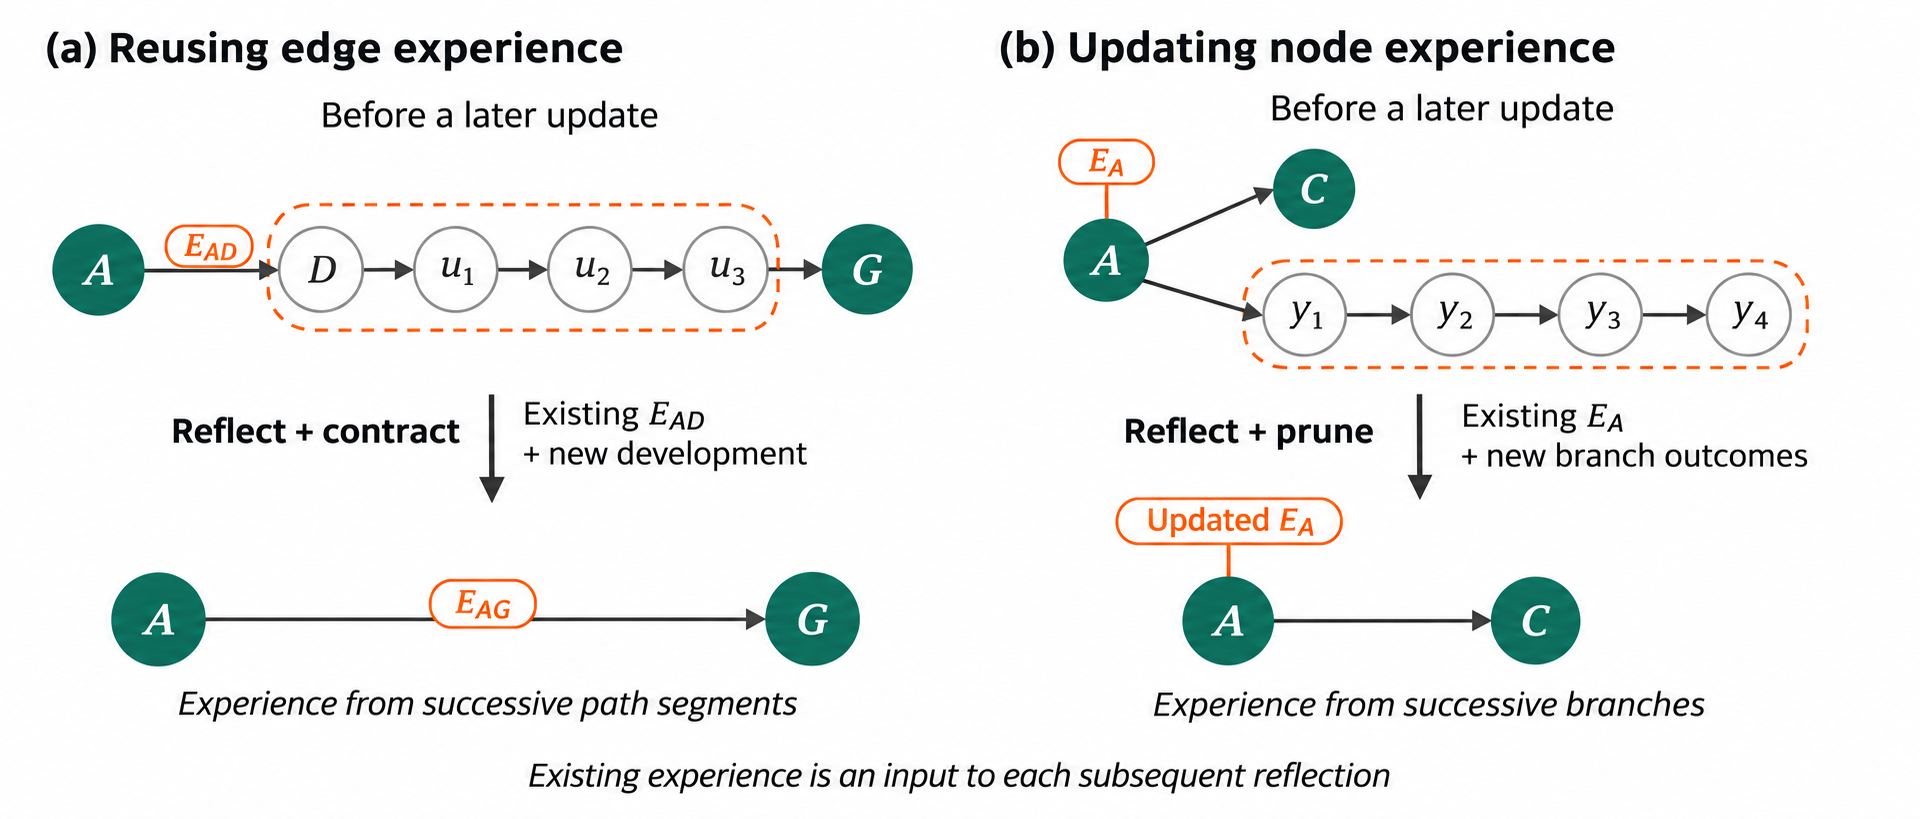 (a) Reusing edge experience
Before a later update
A
E_AD
D
u_1
u_2
u_3
G
Reflect + contract
Existing E_AD
+ new development
A
E_AG
G
Experience from successive path segments
(b) Updating node experience
Before a later update
E_A
C
A
y_1
y_2
y_3
y_4
Reflect + prune
Existing E_A
+ new branch outcomes
Updated E_A
A
C
Experience from successive branches
Existing experience is an input to each subsequent reflection